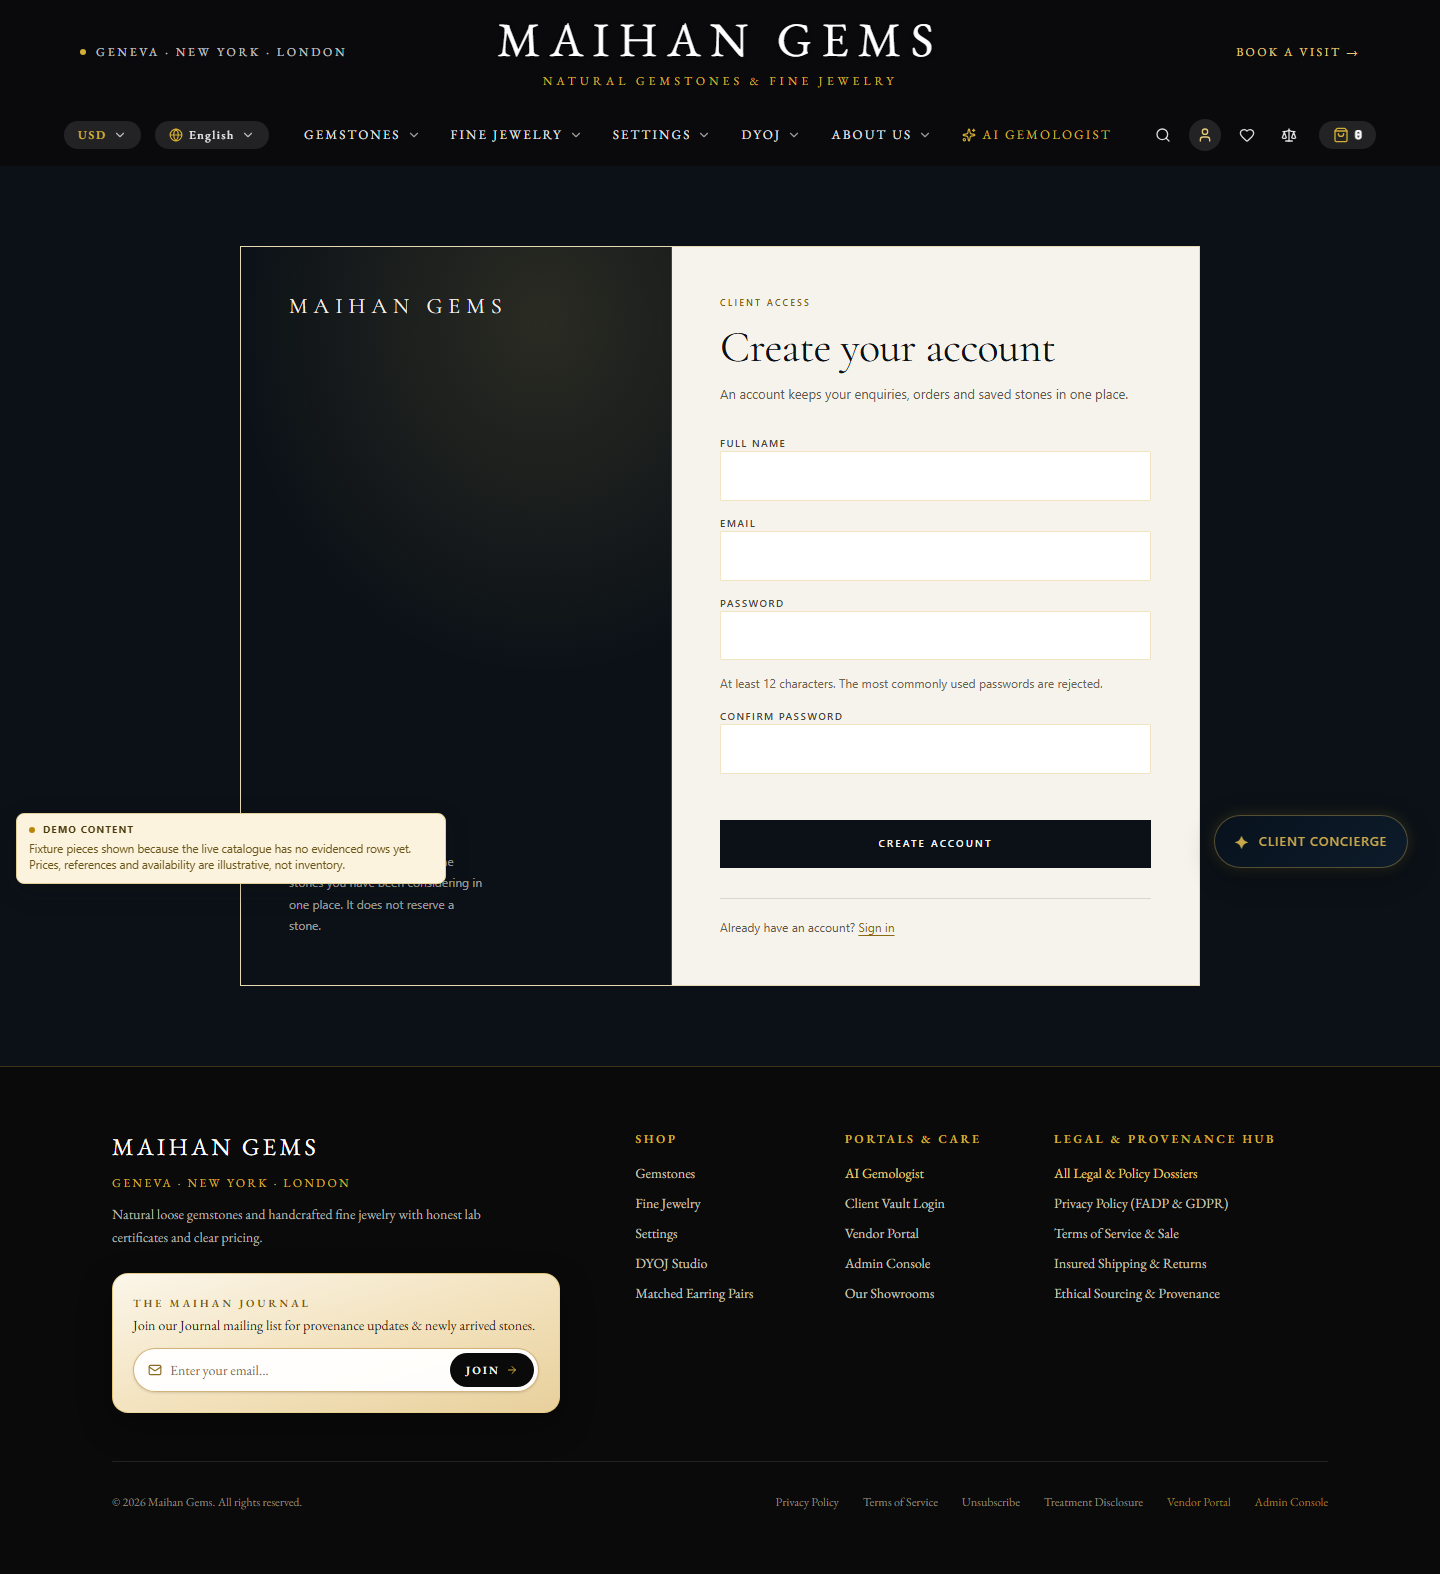 GENEVA · NEW YORK · LONDON
MAIHAN GEMS
NATURAL GEMSTONES & FINE JEWELRY
BOOK A VISIT →
USD
English
GEMSTONES
FINE JEWELRY
SETTINGS
DYOJ
ABOUT US
AI GEMOLOGIST
0
MAIHAN GEMS
CLIENT ACCESS
Create your account
An account keeps your enquiries, orders and saved stones in one place.
FULL NAME
EMAIL
PASSWORD
At least 12 characters. The most commonly used passwords are rejected.
CONFIRM PASSWORD
CREATE ACCOUNT
Already have an account? Sign in
DEMO CONTENT
Fixture pieces shown because the live catalogue has no evidenced rows yet.
Prices, references and availability are illustrative, not inventory.
stones you have been considering in
one place. It does not reserve a
stone.
CLIENT CONCIERGE
MAIHAN GEMS
GENEVA · NEW YORK · LONDON
Natural loose gemstones and handcrafted fine jewelry with honest lab
certificates and clear pricing.
THE MAIHAN JOURNAL
Join our Journal mailing list for provenance updates & newly arrived stones.
Enter your email...
JOIN →
SHOP
Gemstones
Fine Jewelry
Settings
DYOJ Studio
Matched Earring Pairs
PORTALS & CARE
AI Gemologist
Client Vault Login
Vendor Portal
Admin Console
Our Showrooms
LEGAL & PROVENANCE HUB
All Legal & Policy Dossiers
Privacy Policy (FADP & GDPR)
Terms of Service & Sale
Insured Shipping & Returns
Ethical Sourcing & Provenance
© 2026 Maihan Gems. All rights reserved.
Privacy Policy
Terms of Service
Unsubscribe
Treatment Disclosure
Vendor Portal
Admin Console